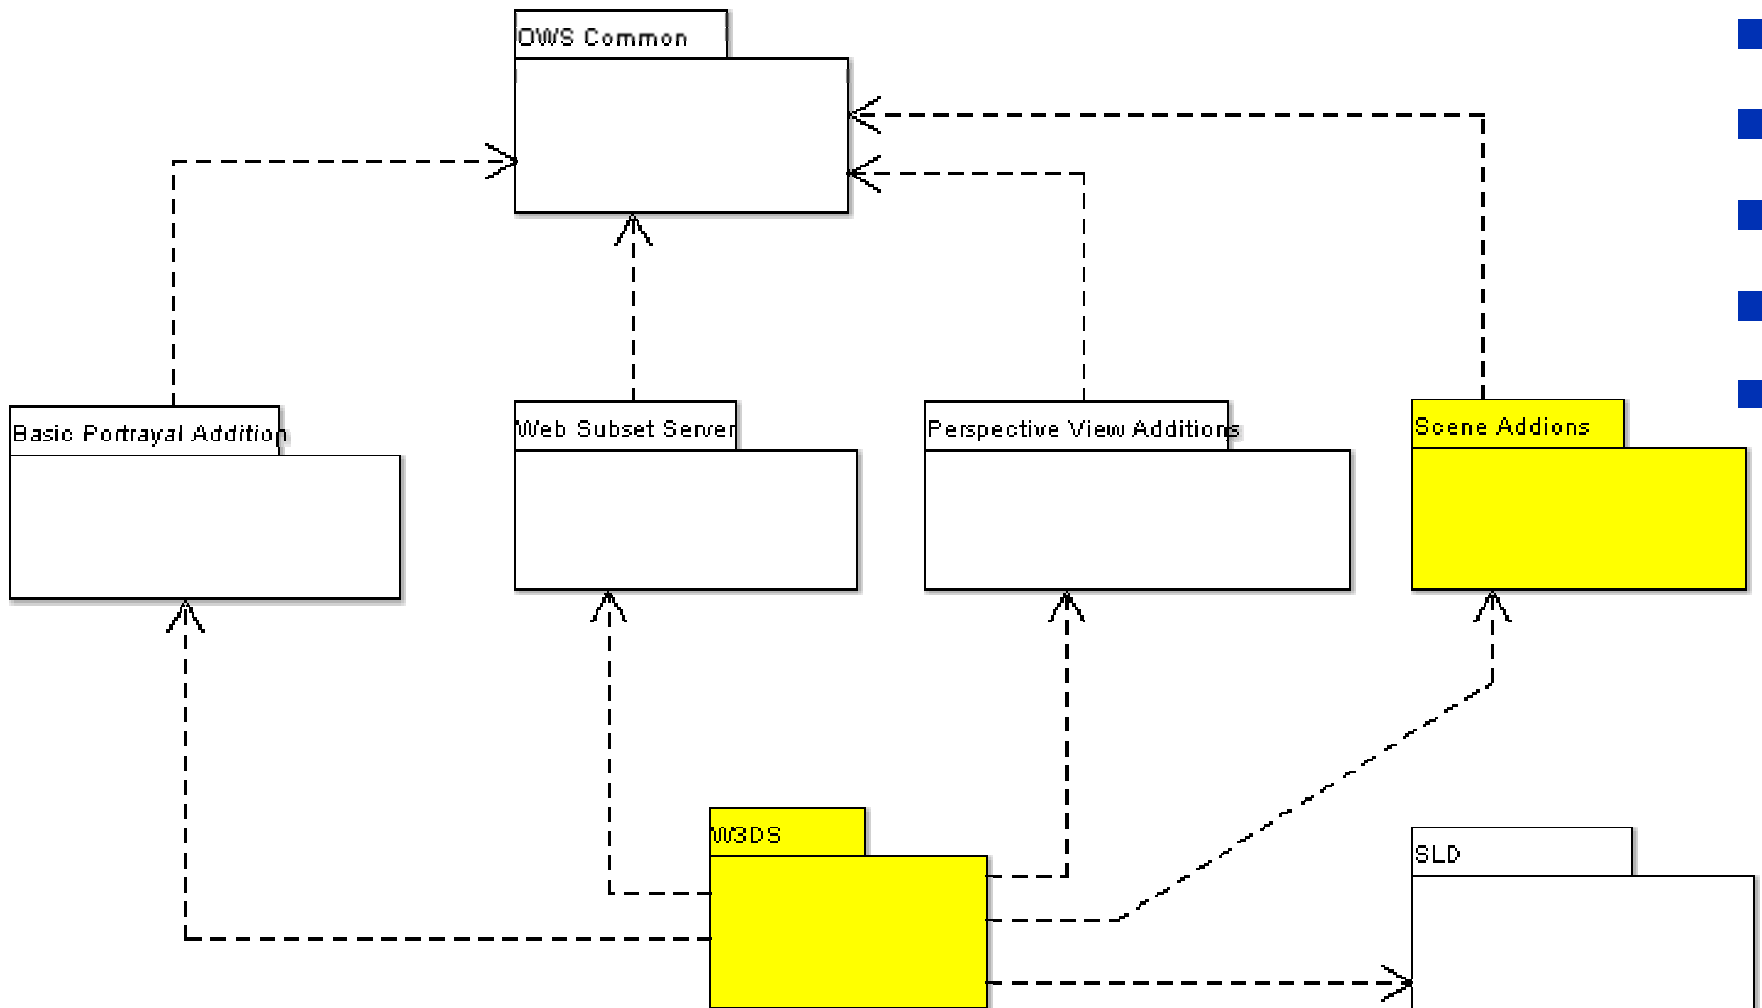 OWS Common
Basic Portrayal Addition
Web Subset Server
Perspective View Additions
Scene Addions
W3DS
SLD